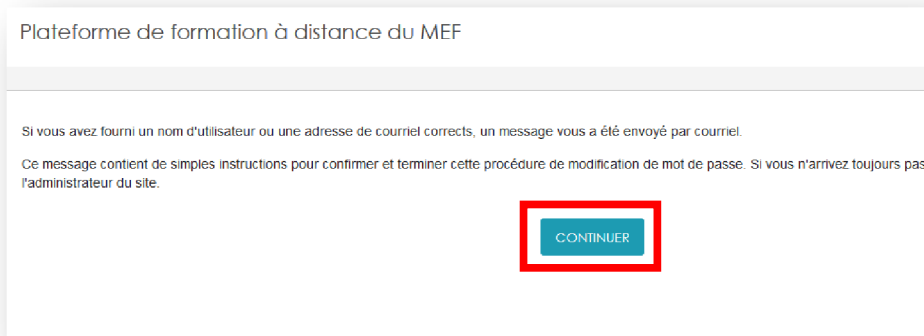 Plateforme de formation à distance du MEF
Si vous avez fourni un nom d'utilisateur ou une adresse de courriel corrects, un message vous a été envoyé par courriel.
Ce message contient de simples instructions pour confirmer et terminer cette procédure de modification de mot de passe. Si vous n'arrivez toujours pas
l'administrateur du site.
CONTINUER